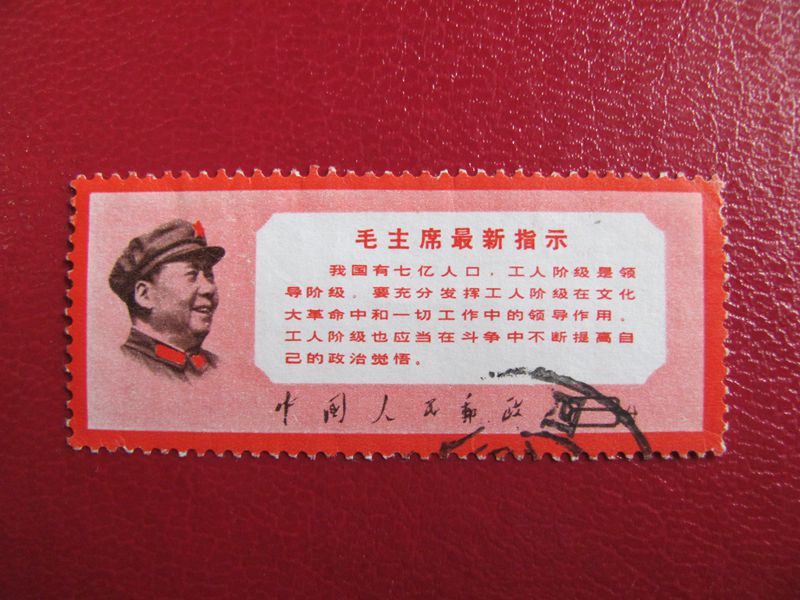 毛主席最新指示
我国有七亿人口，工人阶级是领
导阶级。要充分发挥工人阶级在文化
大革命中和一切工作中的领导作用。
工人阶级也应当在斗争中不断提高自
己的政治觉悟。
中国人民邮政